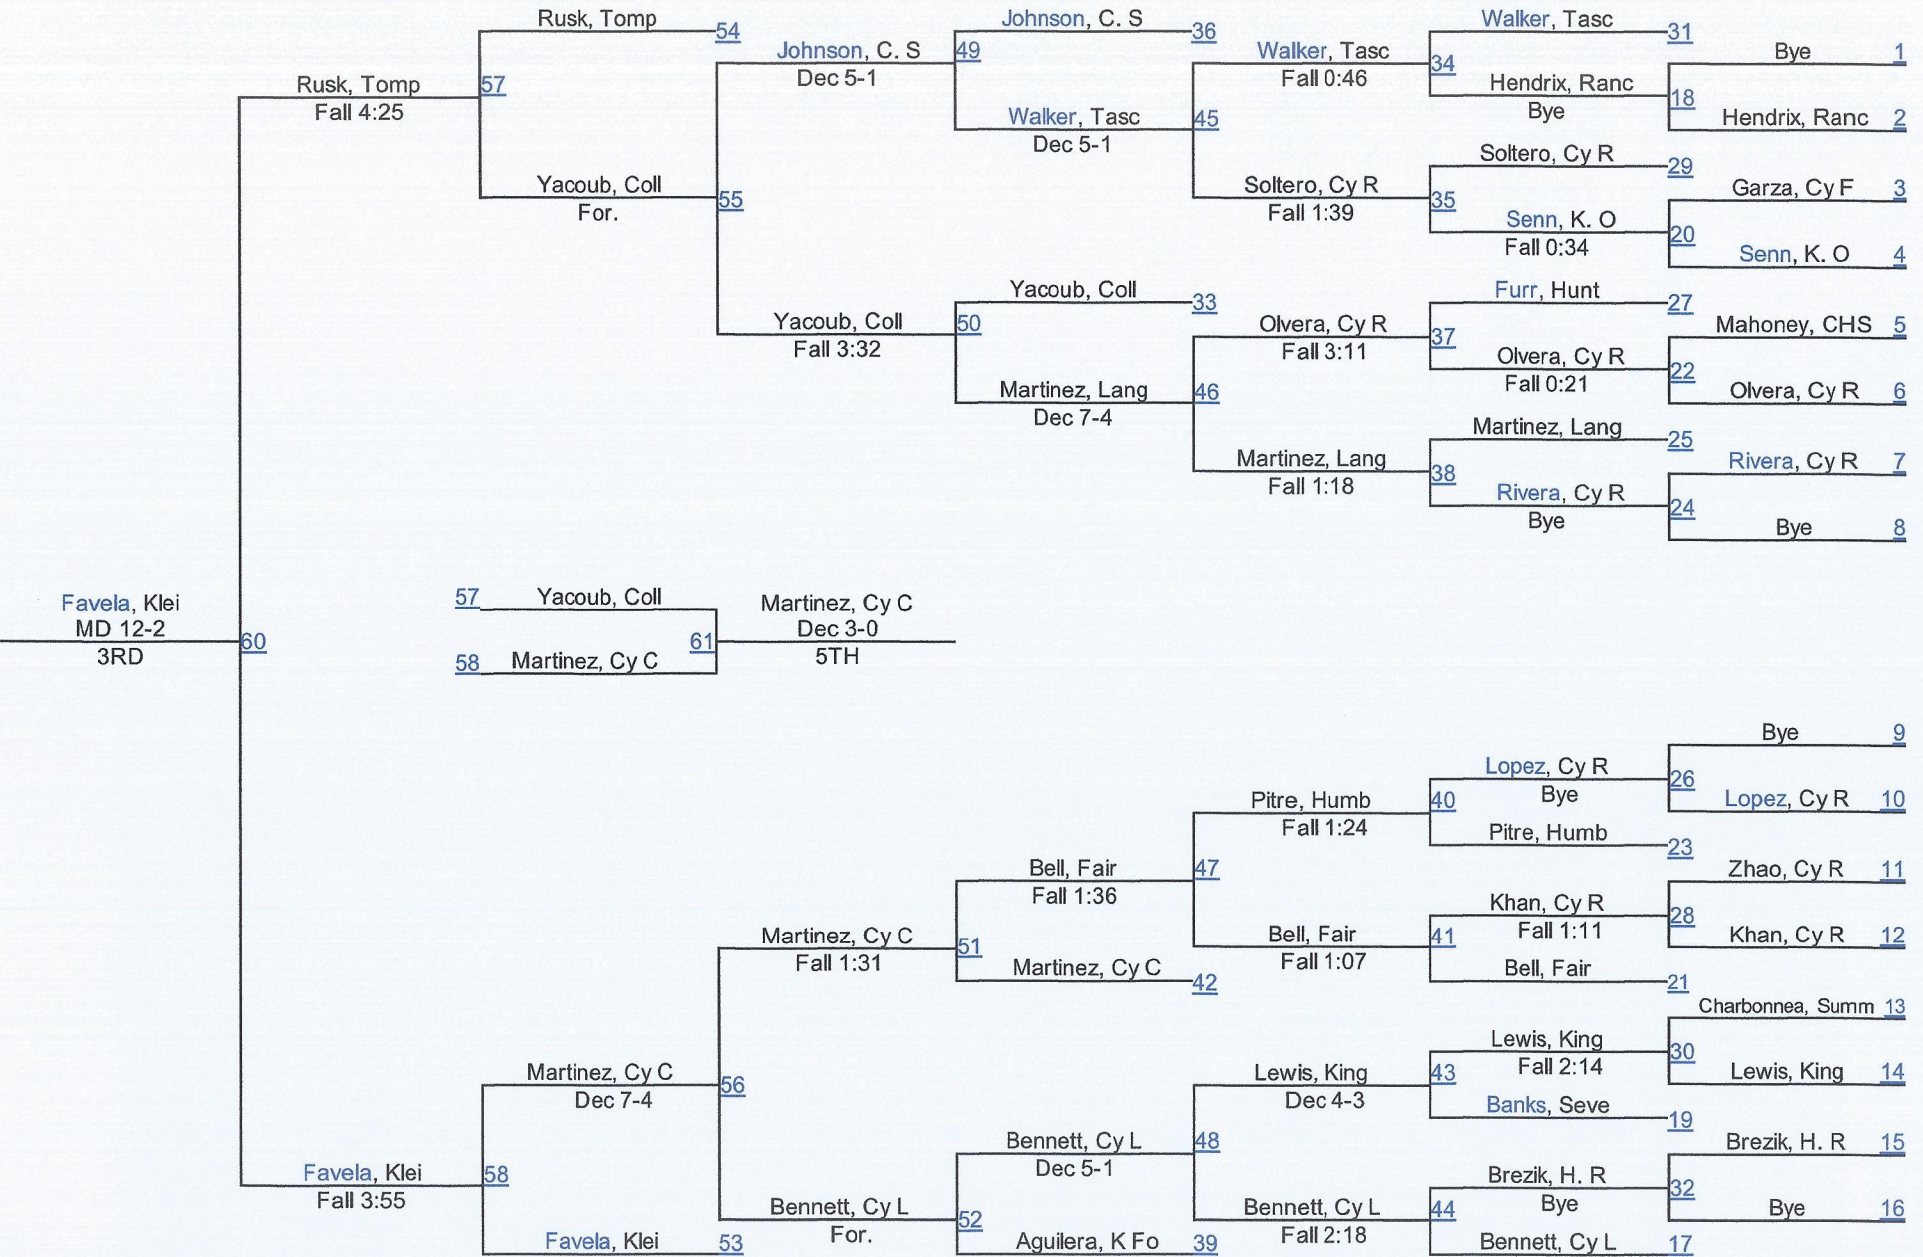 Rusk, Tomp
54
Johnson, C. S
36
Walker, Tasc
31
Bye 1
Johnson, C. S
49
Walker, Tasc
34
Dec 5-1
Fall 0:46
Rusk, Tomp
57
Hendrix, Ranc
18
Fall 4:25
Bye
Walker, Tasc
45
Hendrix, Ranc 2
Dec 5-1
Soltero, Cy R
29
Yacoub, Coll
55
Soltero, Cy R
35
Garza, Cy F 3
For.
Fall 1:39
Senn, K. O
20
Fall 0:34
Senn, K. O 4
Yacoub, Coll
33
Furr, Hunt
27
Yacoub, Coll
50
Olvera, Cy R
37
Mahoney, CHS 5
Fall 3:32
Fall 3:11
Olvera, Cy R
22
Fall 0:21
Martinez, Lang
46
Olvera, Cy R 6
Dec 7-4
Martinez, Lang
25
Martinez, Lang
38
Rivera, Cy R 7
Fall 1:18
Rivera, Cy R
24
Bye
Bye 8
Favela, Klei
MD 12-2
60
3RD
57
Yacoub, Coll
Martinez, Cy C
61
Dec 3-0
58
Martinez, Cy C
5TH
Bye 9
Lopez, Cy R
26
Bye
Pitre, Humb
40
Lopez, Cy R 10
Fall 1:24
Pitre, Humb
23
Bell, Fair
47
Zhao, Cy R 11
Fall 1:36
Khan, Cy R
28
Fall 1:11
Martinez, Cy C
51
Bell, Fair
41
Khan, Cy R 12
Fall 1:31
Fall 1:07
Martinez, Cy C
42
Bell, Fair
21
Charbonnea, Summ 13
Lewis, King
30
Fall 2:14
Martinez, Cy C
56
Lewis, King
43
Lewis, King 14
Dec 7-4
Dec 4-3
Banks, Seve
19
Bennett, Cy L
48
Brezik, H. R 15
Dec 5-1
Favela, Klei
58
Brezik, H. R
32
Fall 3:55
Bye
Bennett, Cy L
52
Bennett, Cy L
44
Bye 16
For.
Fall 2:18
Favela, Klei
53
Aguilera, K Fo
39
Bennett, Cy L
17